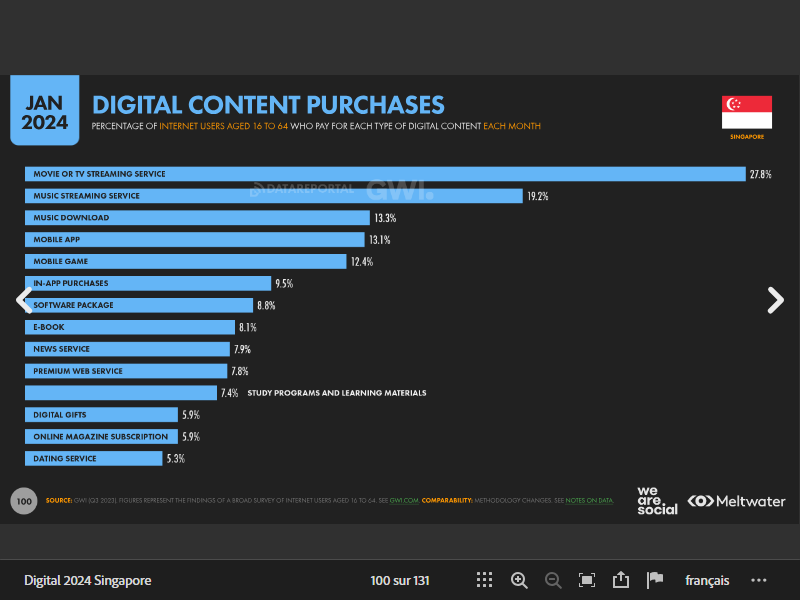 JAN
2024
DIGITAL CONTENT PURCHASES
PERCENTAGE OF INTERNET USERS AGED 16 TO 64 WHO PAY FOR EACH TYPE OF DIGITAL CONTENT EACH MONTH
SINGAPORE
MOVIE OR TV STREAMING SERVICE 27.8%
DATAREPORTAL GWI.
MUSIC STREAMING SERVICE 19.2%
MUSIC DOWNLOAD 13.3%
MOBILE APP 13.1%
MOBILE GAME 12.4%
IN-APP PURCHASES 9.5%
SOFTWARE PACKAGE 8.8%
E-BOOK 8.1%
NEWS SERVICE 7.9%
PREMIUM WEB SERVICE 7.8%
7.4% STUDY PROGRAMS AND LEARNING MATERIALS
DIGITAL GIFTS 5.9%
ONLINE MAGAZINE SUBSCRIPTION 5.9%
DATING SERVICE 5.3%
100 SOURCE: GWI (Q3 2023). FIGURES REPRESENT THE FINDINGS OF A BROAD SURVEY OF INTERNET USERS AGED 16 TO 64. SEE GWI.COM. COMPARABILITY: METHODOLOGY CHANGES. SEE NOTES ON DATA.
we
are.
social
Meltwater
Digital 2024 Singapore 100 sur 131 français